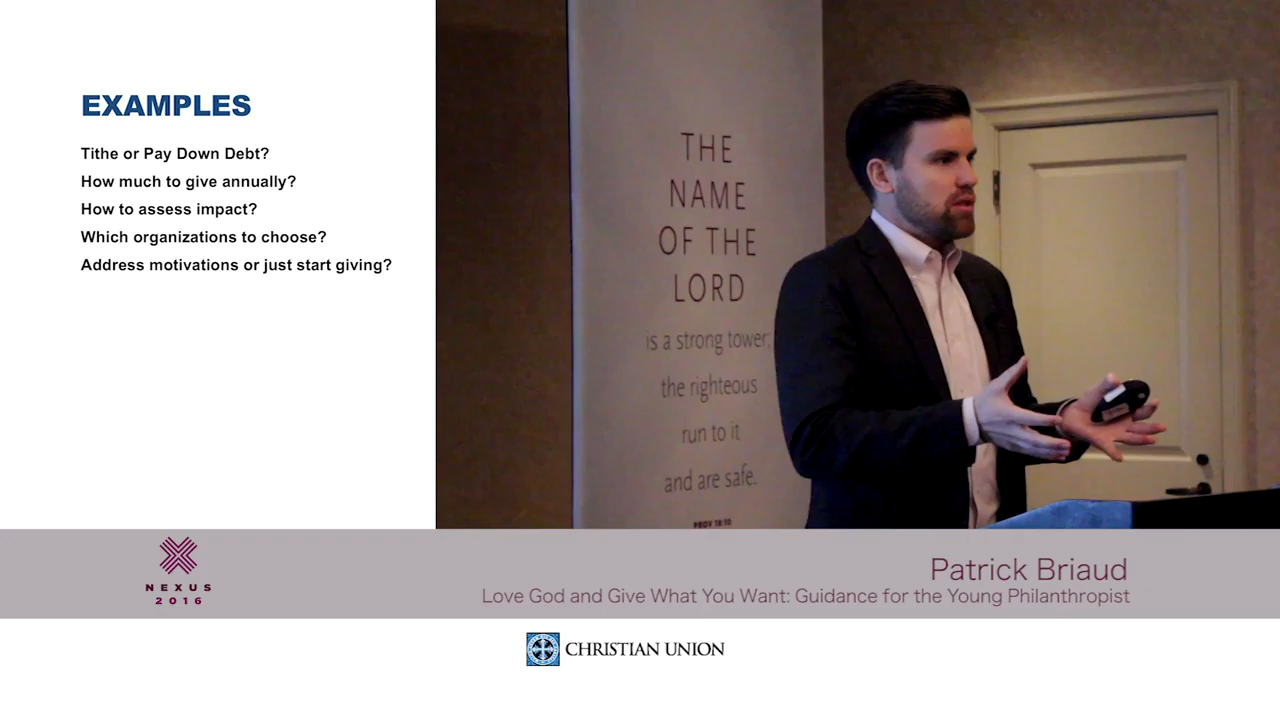 EXAMPLES
Tithe or Pay Down Debt?
How much to give annually?
How to assess impact?
Which organizations to choose?
Address motivations or just start giving?
THE
NAME
OF THE
LORD
is a strong tower;
the righteous
run to it
and are safe.
PROV 18:10
NEXUS
2016
Patrick Briaud
Love God and Give What You Want: Guidance for the Young Philanthropist
CHRISTIAN UNION